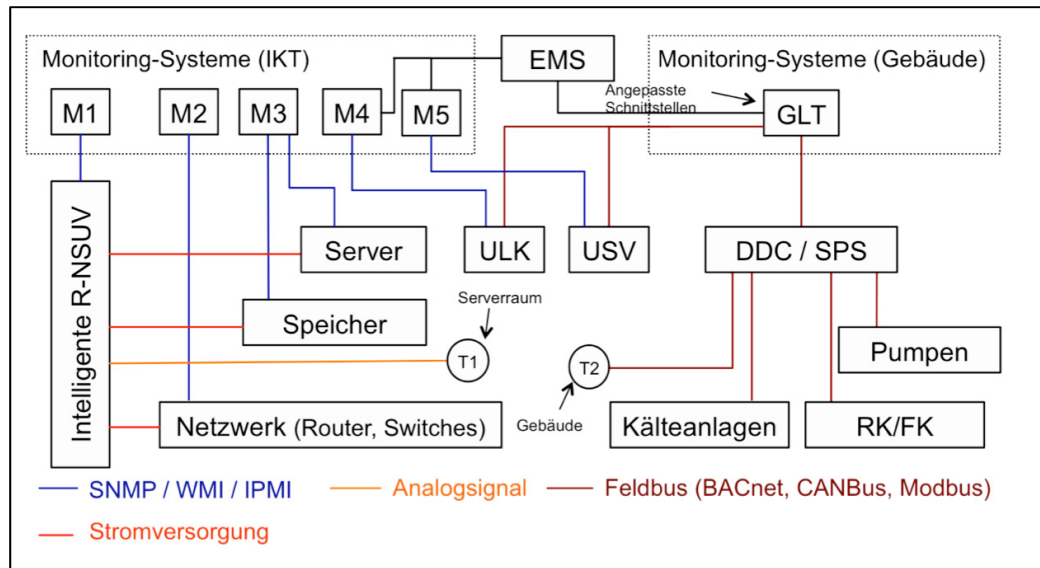 Monitoring-Systeme (IKT)
EMS
Monitoring-Systeme (Gebäude)
Angepasste
Schnittstellen
M1
M2
M3
M4
M5
GLT
Intelligente R-NSUV
Server
ULK
USV
DDC / SPS
Serverraum
Speicher
T1
T2
Pumpen
Gebäude
Netzwerk (Router, Switches)
Kälteanlagen
RK/FK
SNMP / WMI / IPMI
Analogsignal
Feldbus (BACnet, CANBus, Modbus)
Stromversorgung